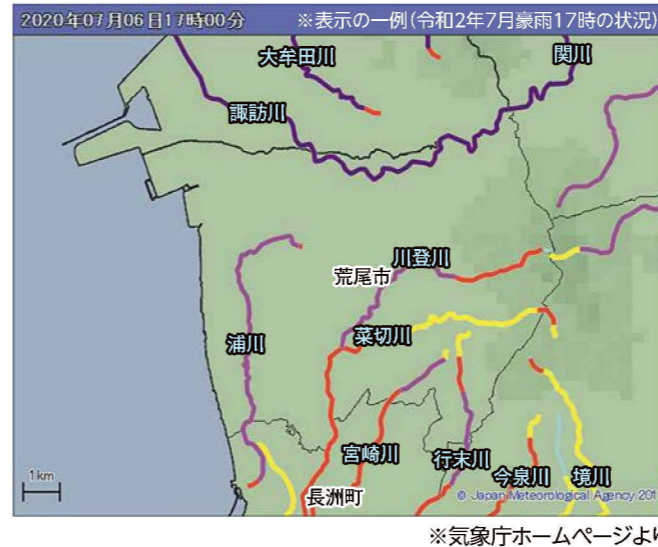 2020年07月06日17時00分
※表示の一例(令和2年7月豪雨17時の状況)
大牟田川
関川
諏訪川
川登川
荒尾市
菜切川
浦川
宮崎川
行末川
今泉川
境川
長洲町
1km
© Japan Meteorological Agency 201
※気象庁ホームページより